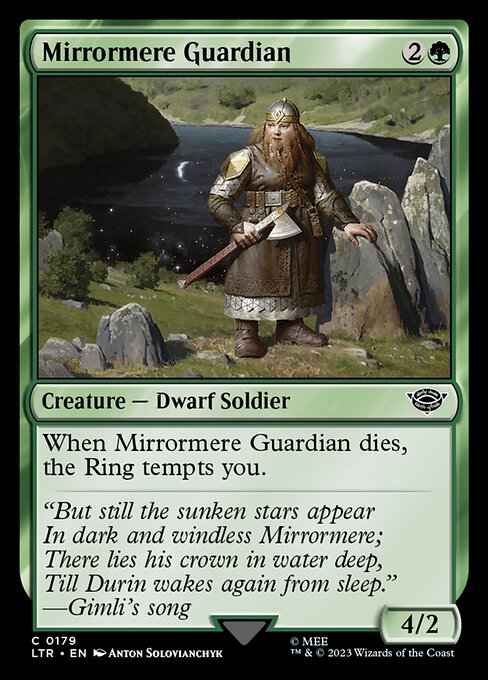 Mirrormere Guardian 2
Creature — Dwarf Soldier
When Mirrormere Guardian dies,
the Ring tempts you.
“But still the sunken stars appear
In dark and windless Mirrormere;
There lies his crown in water deep,
Till Durin wakes again from sleep.”
—Gimli’s song
4/2
C 0179
LTR • EN Anton Solovianchyk
© MEE
™ & © 2023 Wizards of the Coast